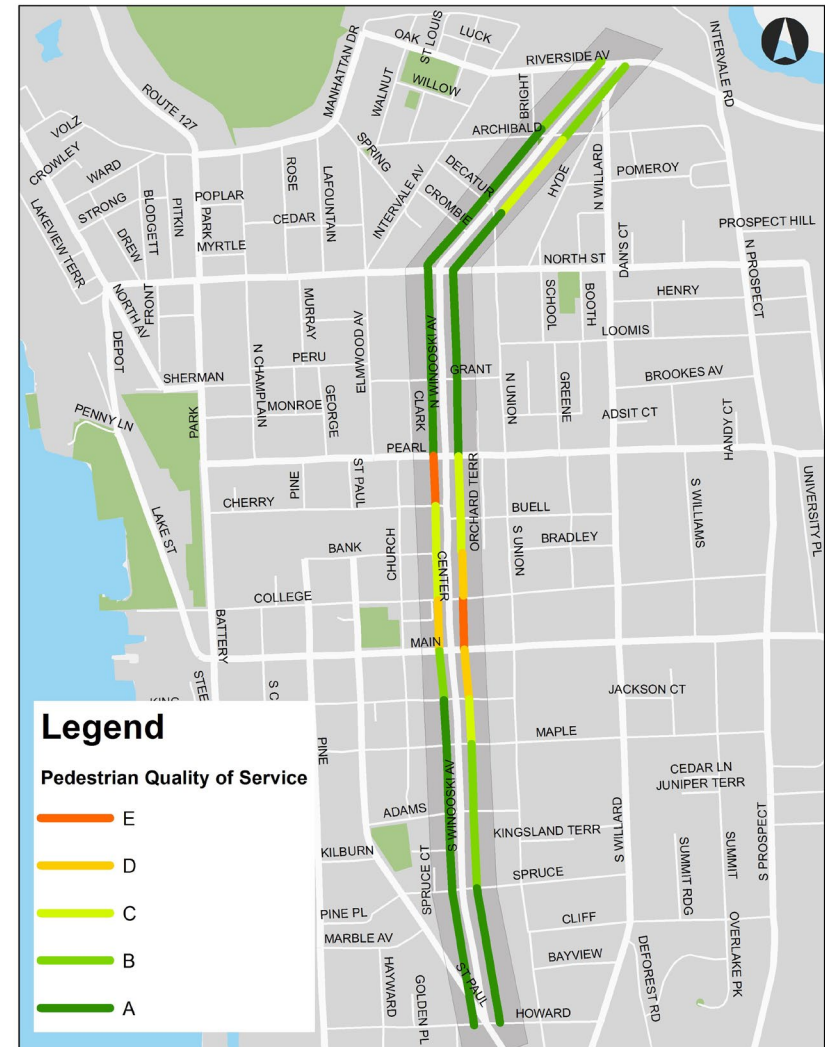 OAK
ST LOUIS
LUCK
MANHATTAN DR
RIVERSIDE AV
INTERVALE RD
ROUTE 127
WALNUT
WILLOW
BRIGHT
ARCHIBALD
VOLZ
CROWLEY
WARD
SPRING
INTERVALE AV
DECATUR
CROMBIE
HYDE
N WILLARD
POMEROY
STRONG
BLODGETT
PITKIN
POPLAR
PARK
ROSE
LAFOUNTAIN
CEDAR
MYRTLE
LAKEVIEW TERR
DREW
DAN'S CT
PROSPECT HILL
N PROSPECT
NORTH ST
NORTH AV
FRONT
MURRAY
SCHOOL
BOOTH
HENRY
LOOMIS
DEPOT
ELMWOOD AV
N WINOOSKI AV
PERU
GRANT
N UNION
GREENE
BROOKES AV
SHERMAN
N CHAMPLAIN
MONROE
GEORGE
CLARK
ADSIT CT
HANDY CT
PENNY LN
PARK
PEARL
CHERRY
PINE
ST PAUL
ORCHARD TERR
BUELL
S WILLIAMS
UNIVERSITY PL
LAKE ST
BANK
CHURCH
CENTER
S UNION
BRADLEY
COLLEGE
BATTERY
MAIN
JACKSON CT
MAPLE
PINE
CEDAR LN
JUNIPER TERR
S WINOOSKI AV
ADAMS
KINGSLAND TERR
S WILLARD
SUMMIT RDG
SUMMIT
S PROSPECT
KILBURN
SPRUCE CT
SPRUCE
PINE PL
CLIFF
MARBLE AV
BAYVIEW
DEFOREST RD
OVERLAKE PK
HAYWARD
GOLDEN PL
ST PAUL
HOWARD
Legend
Pedestrian Quality of Service
E
D
C
B
A